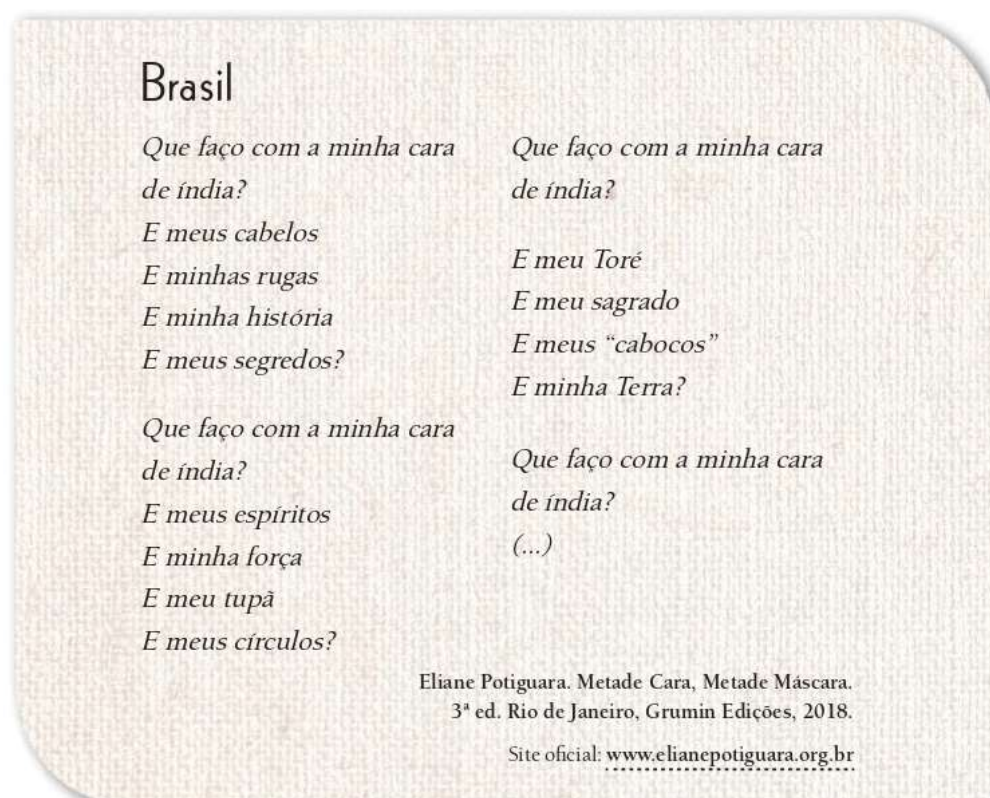 Brasil
Que faço com a minha cara
de índia?
E meus cabelos
E minhas rugas
E minha história
E meus segredos?
Que faço com a minha cara
de índia?
E meus espíritos
E minha força
E meu tupã
E meus círculos?
Que faço com a minha cara
de índia?
E meu Toré
E meu sagrado
E meus “cabocos”
E minha Terra?
Que faço com a minha cara
de índia?
(...)
Eliane Potiguara. Metade Cara, Metade Máscara.
3ª ed. Rio de Janeiro, Grumin Edições, 2018.
Site oficial: www.elianepotiguara.org.br